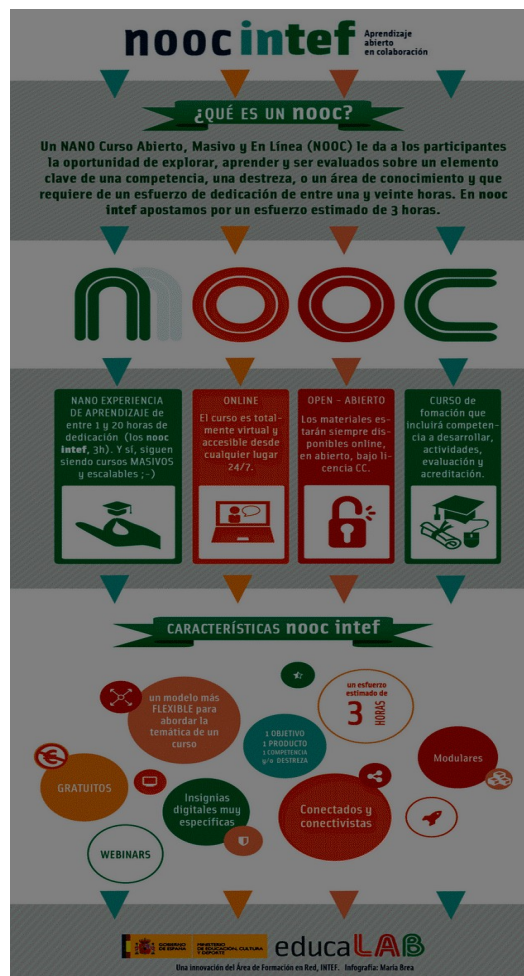 nooc intef
Aprendizaje
abierto
en colaboración
¿QUÉ ES UN nooc?
Un NANO Curso Abierto, Masivo y En Línea (NOOC) le da a los participantes
la oportunidad de explorar, aprender y ser evaluados sobre un elemento
clave de una competencia, una destreza, o un área de conocimiento y que
requiere de un esfuerzo de dedicación de entre una y veinte horas. En nooc
intef apostamos por un esfuerzo estimado de 3 horas.
nooc
NANO EXPERIENCIA
DE APRENDIZAJE de
entre 1 y 20 horas de
dedicación (los nooc
intef, 3h). Y sí, siguen
siendo cursos MASIVOS
y escalables ;-)
ONLINE
El curso es total-
mente virtual y
accesible desde
cualquier lugar
24/7.
OPEN - ABIERTO
Los materiales es-
tarán siempre dis-
ponibles online,
en abierto, bajo li-
cencia CC.
CURSO de
fomación que
incluirá competen-
cia a desarrollar,
actividades,
evaluación y
acreditación.
CARACTERÍSTICAS nooc intef
un modelo más
FLEXIBLE para
abordar la
temática de un
curso
un esfuerzo
estimado de
3 HORAS
1 OBJETIVO
1 PRODUCTO
1 COMPETENCIA
y/o DESTREZA
Modulares
GRATUITOS
Insignias
digitales muy
específicas
Conectados y
conectivistas
WEBINARS
GOBIERNO
DE ESPAÑA
MINISTERIO
DE EDUCACIÓN, CULTURA
Y DEPORTE
educaLAB
Una innovación del Área de Formación en Red, INTEF. Infografía: María Brea